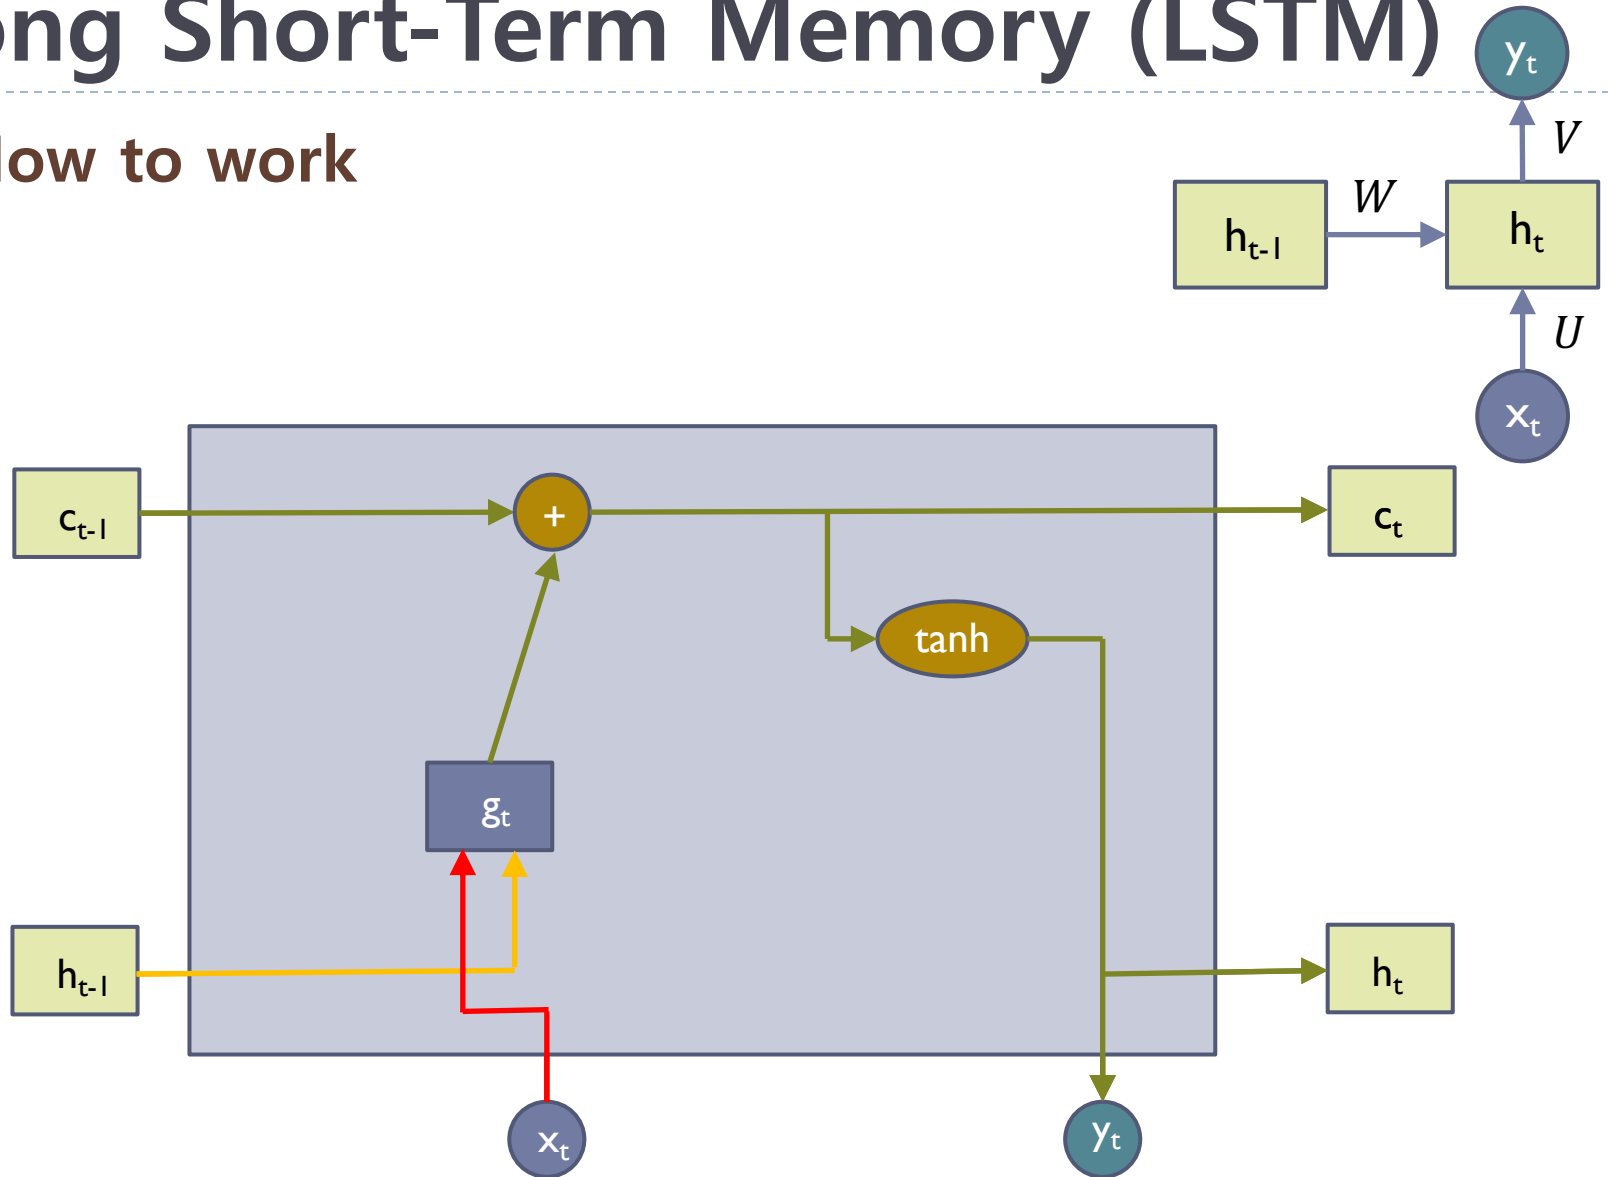 ong Short-Term Memory (LSTM)
yₜ
How to work
V
W
hₜ₋₁
hₜ
U
xₜ
cₜ₋₁
+
cₜ
tanh
gₜ
hₜ₋₁
hₜ
xₜ
yₜ